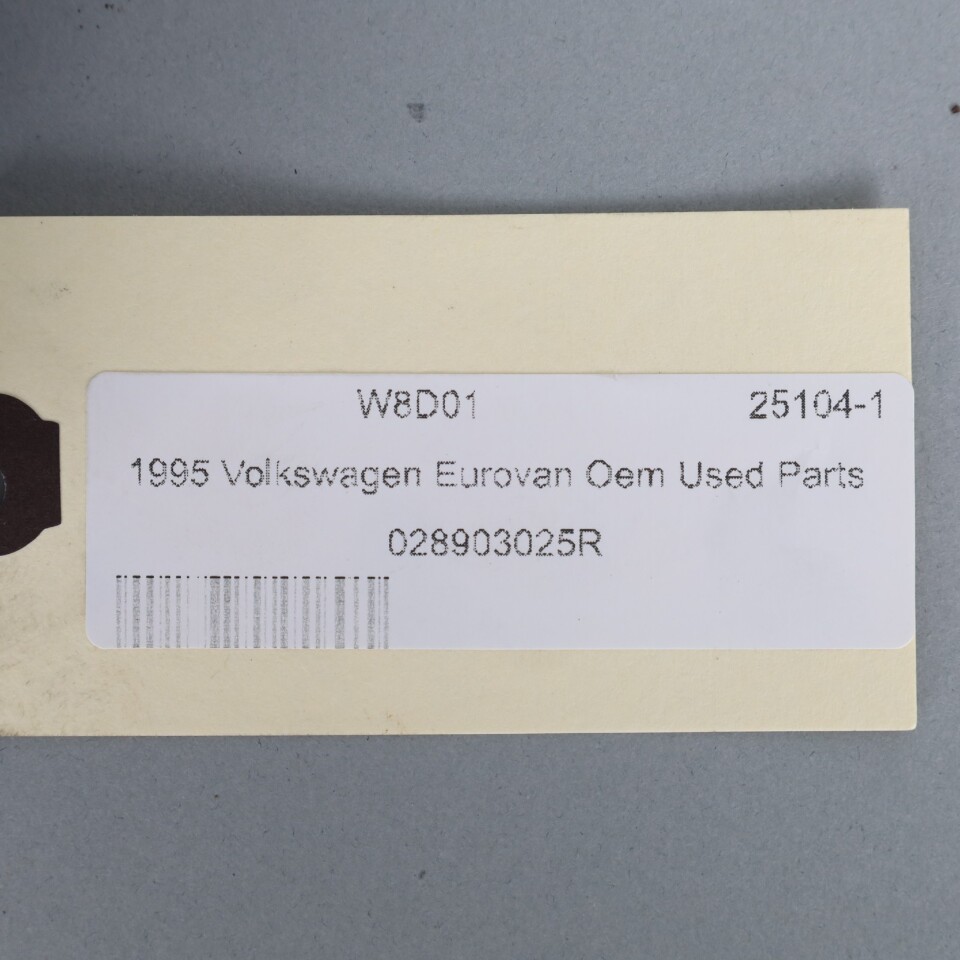 W8D01 25104-1
1995 Volkswagen Eurovan Oem Used Parts
028903025R